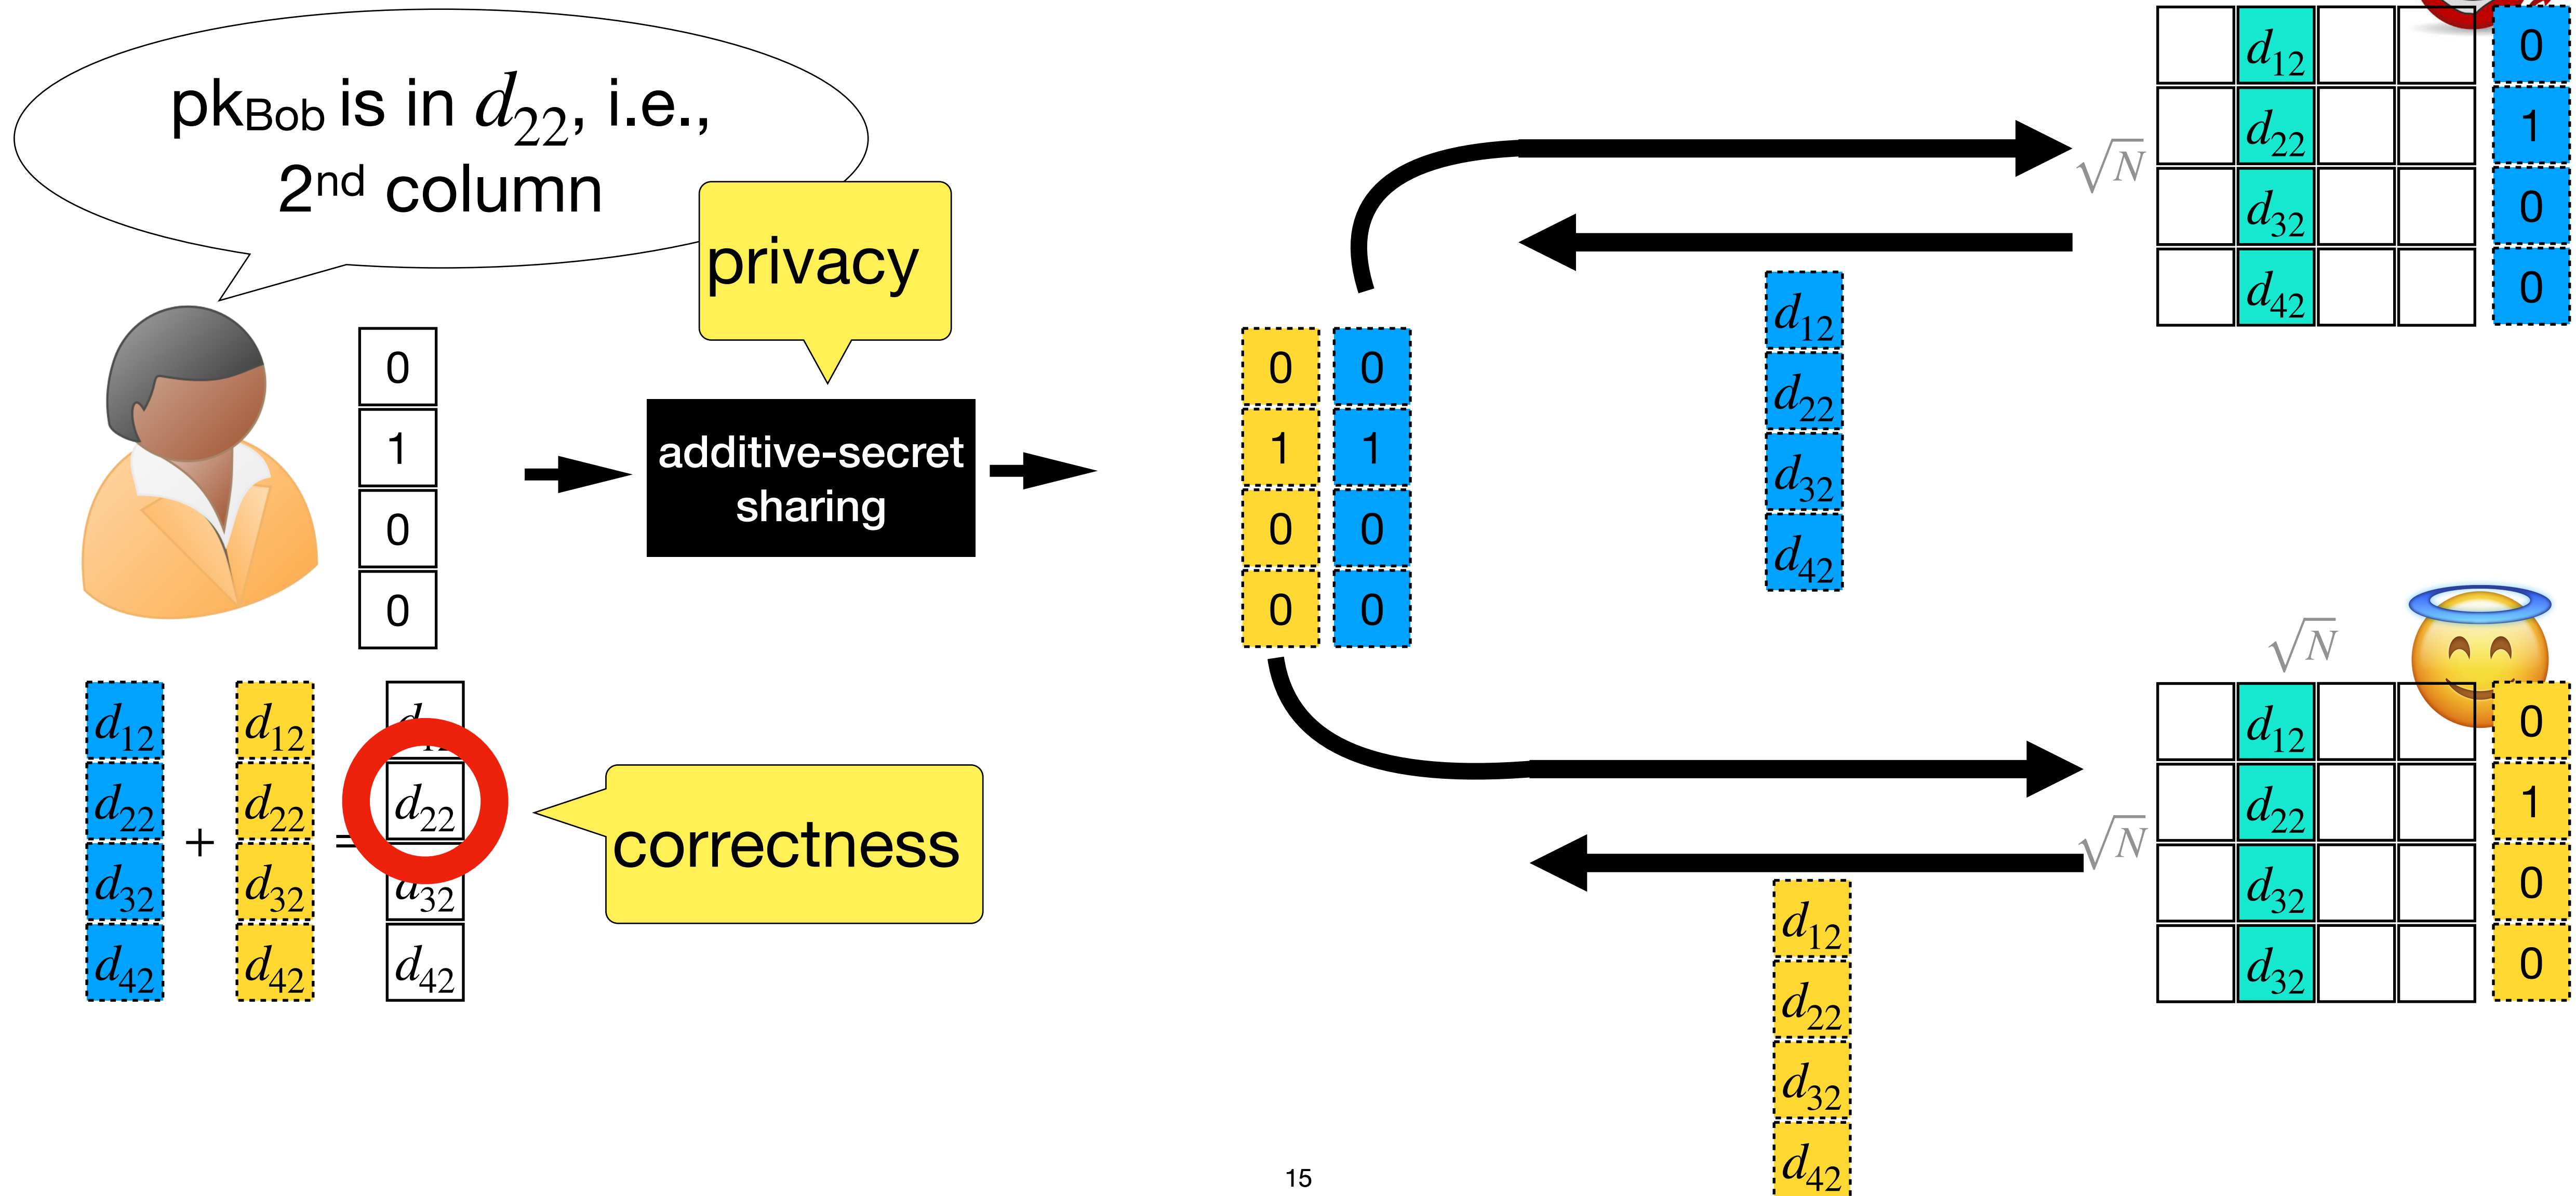 pkBob is in d22, i.e.,
2nd column
privacy
0
1
0
0
additive-secret
sharing
0 0
1 1
0 0
0 0
d12
d22
d32
d42
√N
d12 0
d22 1
d32 0
d42 0
d12 d12
d22 + d22 = d22
d32 d32 d32
d42 d42 d42
correctness
√N
√N
d12 0
d22 1
d32 0
d32 0
d12
d22
d32
d42
15